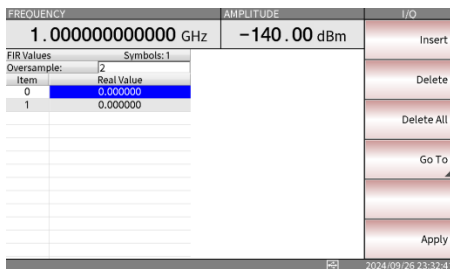 FREQUENCY AMPLITUDE I/Q
1.000000000000 GHz -140.00 dBm
Insert
FIR Values Symbols:1
Oversample: 2
Item Real Value
Delete
0 0.000000
1 0.000000
Delete All
Go To
Apply
2024/09/26 23:32:4